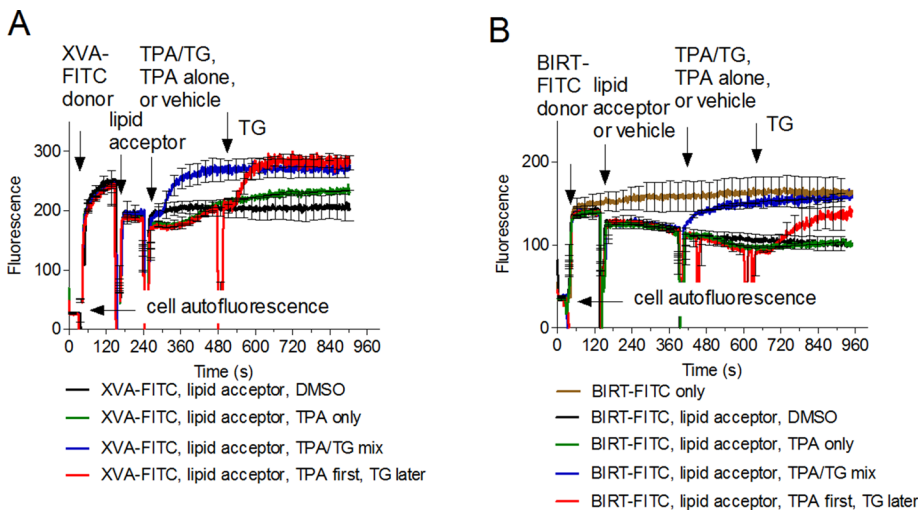 A
XVA-
FITC
donor
lipid
acceptor
TPA/TG,
TPA alone,
or vehicle
TG
300
200
100
0
Fluorescence
cell autofluorescence
0 120 240 360 480 600 720 840 960
Time (s)
XVA-FITC, lipid acceptor, DMSO
XVA-FITC, lipid acceptor, TPA only
XVA-FITC, lipid acceptor, TPA/TG mix
XVA-FITC, lipid acceptor, TPA first, TG later
B
BIRT-
FITC
donor
lipid
acceptor
or vehicle
TPA/TG,
TPA alone,
or vehicle
TG
200
100
0
Fluorescence
cell autofluorescence
0 120 240 360 480 600 720 840 960
Time (s)
BIRT-FITC only
BIRT-FITC, lipid acceptor, DMSO
BIRT-FITC, lipid acceptor, TPA only
BIRT-FITC, lipid acceptor, TPA/TG mix
BIRT-FITC, lipid acceptor, TPA first, TG later